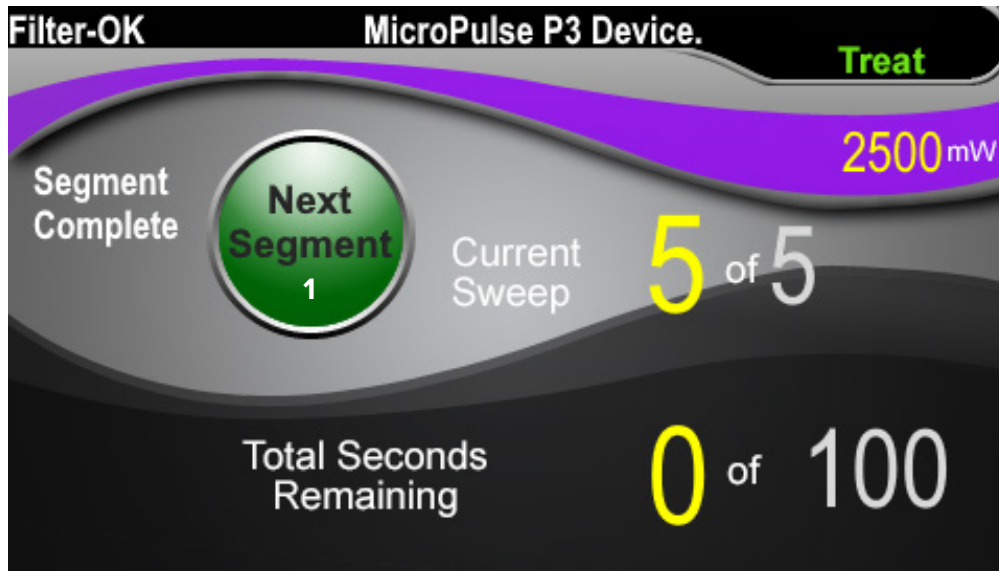 Filter-OK MicroPulse P3 Device.
Treat
2500 mW
Segment
Complete
Next
Segment
1
Current
Sweep
5 of 5
Total Seconds
Remaining
0 of 100